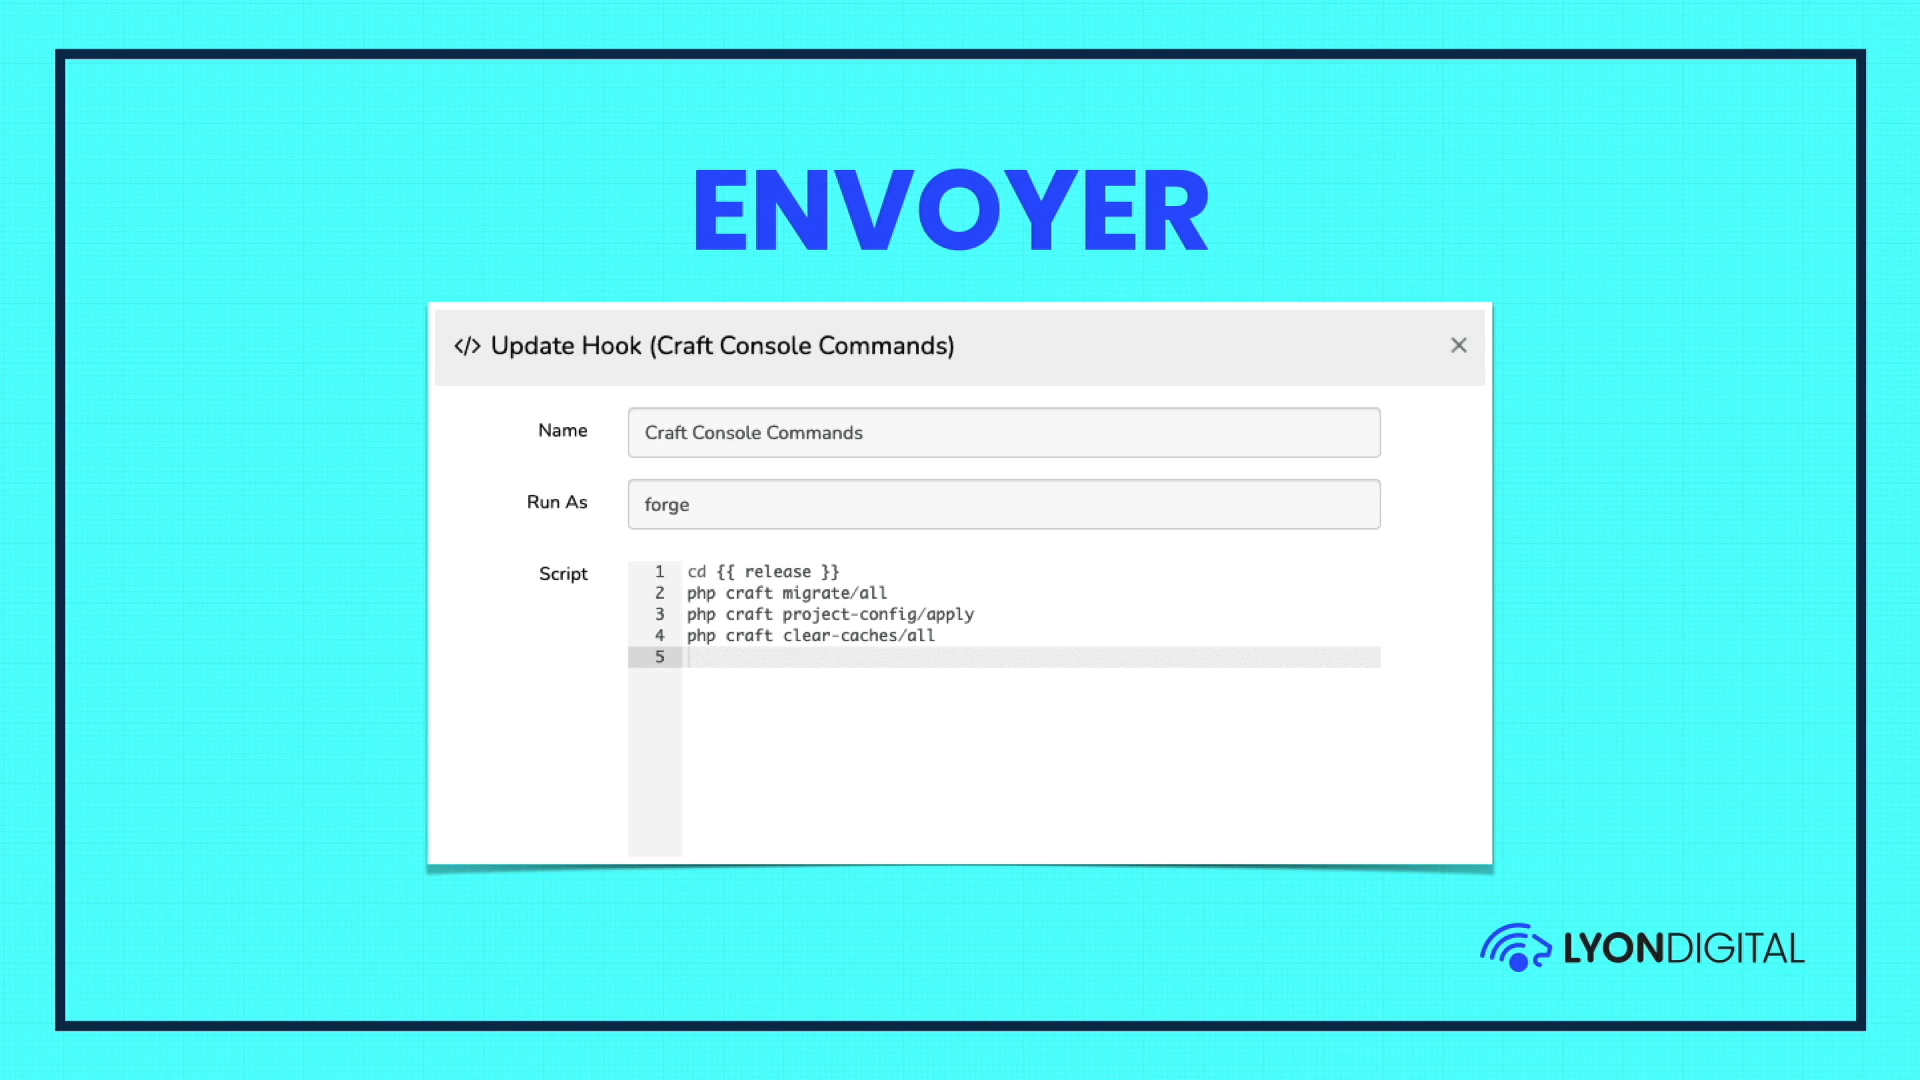 ENVOYER
</> Update Hook (Craft Console Commands) ×
Name Craft Console Commands
Run As forge
Script
1 cd {{ release }}
2 php craft migrate/all
3 php craft project-config/apply
4 php craft clear-caches/all
5
LYONDIGITAL